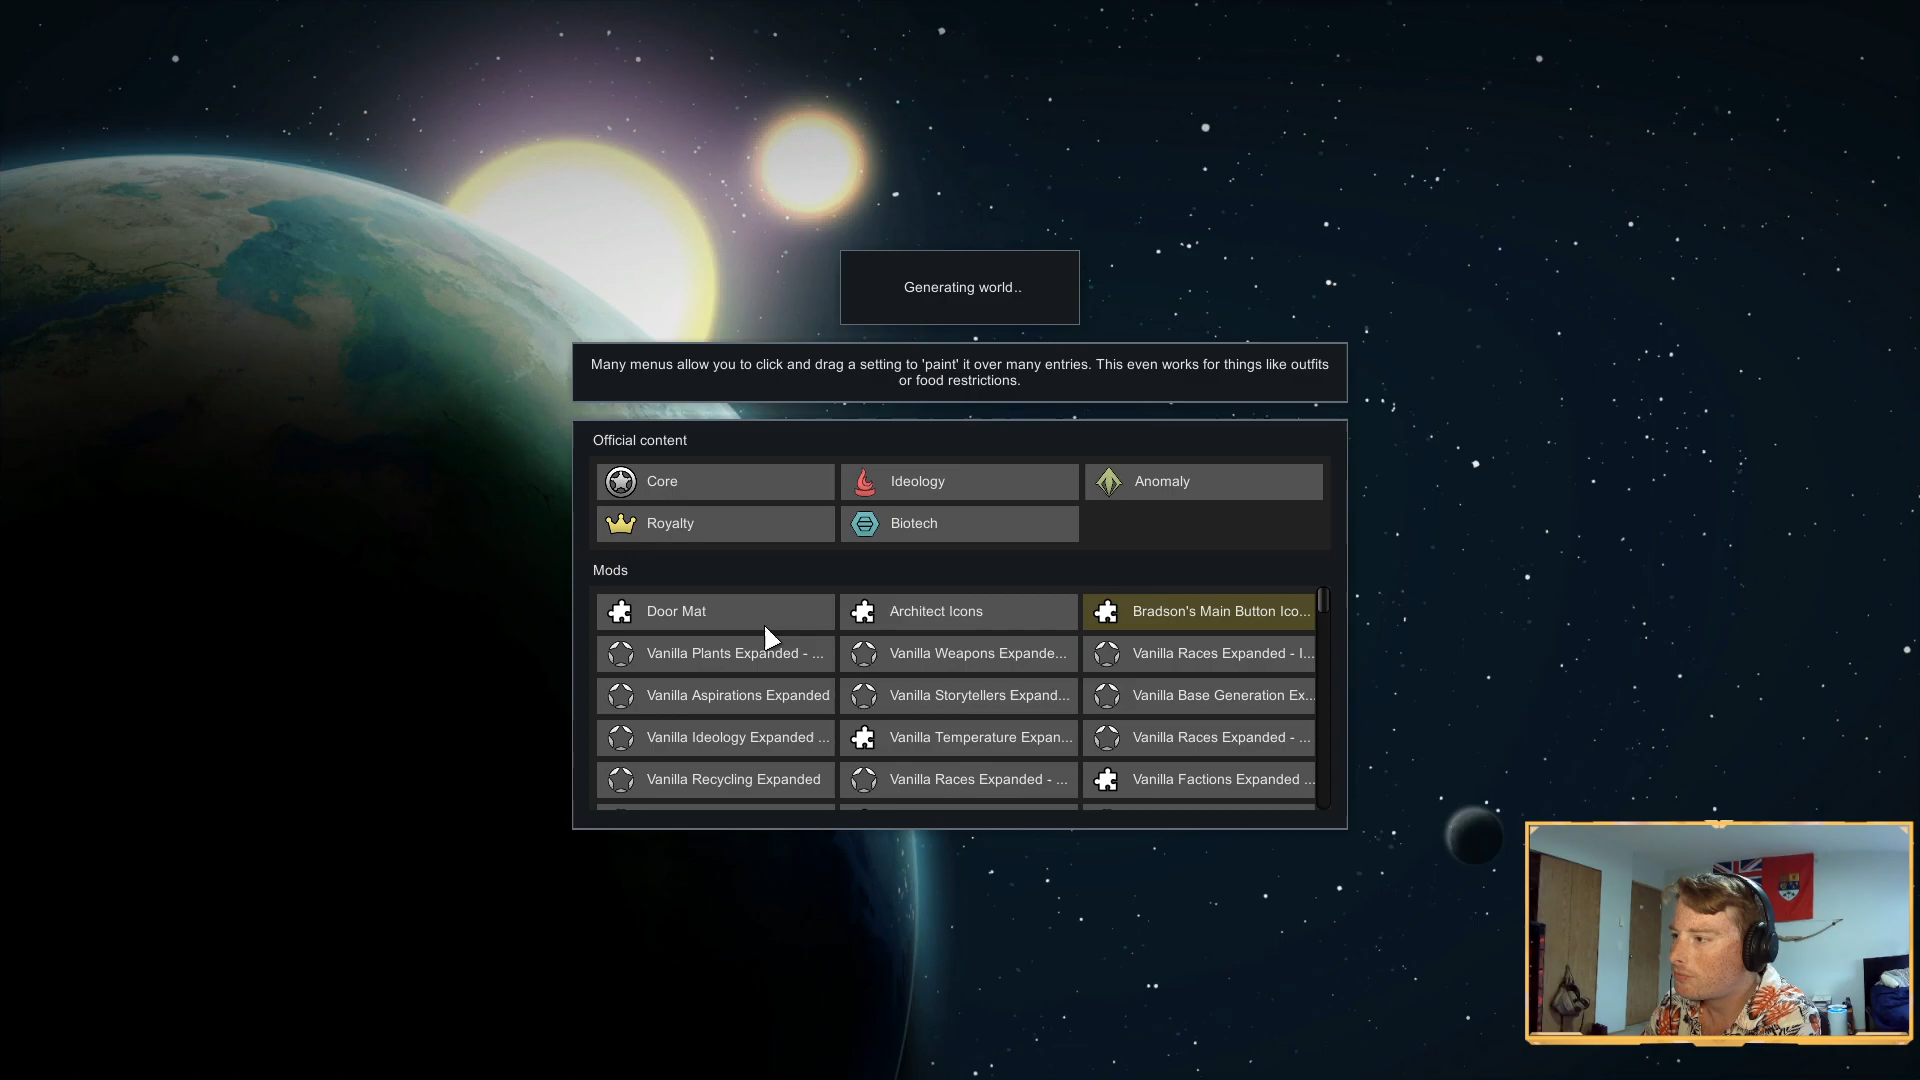 Generating world..
Many menus allow you to click and drag a setting to 'paint' it over many entries. This even works for things like outfits
or food restrictions.
Official content
Core
Ideology
Anomaly
Royalty
Biotech
Mods
Door Mat
Architect Icons
Bradson's Main Button Ico...
Vanilla Plants Expanded - ...
Vanilla Weapons Expande...
Vanilla Races Expanded - I...
Vanilla Aspirations Expanded
Vanilla Storytellers Expand...
Vanilla Base Generation Ex...
Vanilla Ideology Expanded ...
Vanilla Temperature Expan...
Vanilla Races Expanded - ...
Vanilla Recycling Expanded
Vanilla Races Expanded - ...
Vanilla Factions Expanded ...